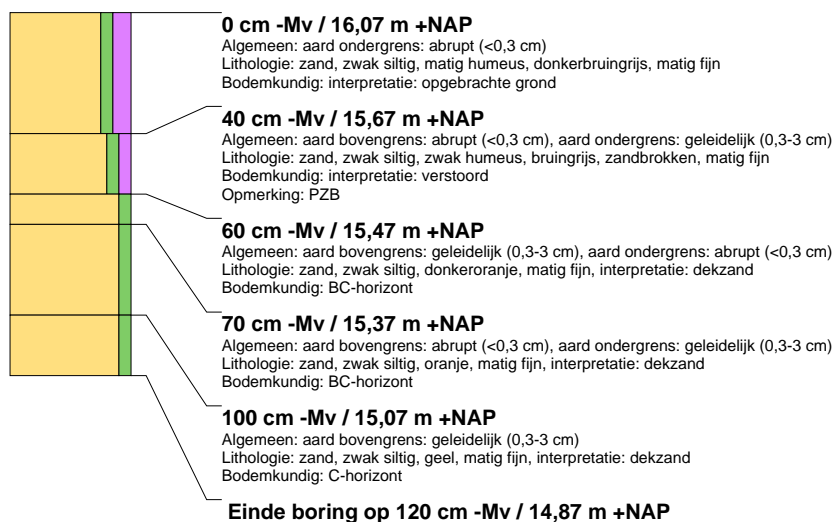 0 cm -Mv / 16,07 m +NAP
Algemeen: aard ondergrens: abrupt (<0,3 cm)
Lithologie: zand, zwak siltig, matig humeus, donkerbruingrijs, matig fijn
Bodemkundig: interpretatie: opgebrachte grond
40 cm -Mv / 15,67 m +NAP
Algemeen: aard bovengrens: abrupt (<0,3 cm), aard ondergrens: geleidelijk (0,3-3 cm)
Lithologie: zand, zwak siltig, zwak humeus, bruingrijs, zandbrokken, matig fijn
Bodemkundig: interpretatie: verstoord
Opmerking: PZB
60 cm -Mv / 15,47 m +NAP
Algemeen: aard bovengrens: geleidelijk (0,3-3 cm), aard ondergrens: abrupt (<0,3 cm)
Lithologie: zand, zwak siltig, donkeroranje, matig fijn, interpretatie: dekzand
Bodemkundig: BC-horizont
70 cm -Mv / 15,37 m +NAP
Algemeen: aard bovengrens: abrupt (<0,3 cm), aard ondergrens: geleidelijk (0,3-3 cm)
Lithologie: zand, zwak siltig, oranje, matig fijn, interpretatie: dekzand
Bodemkundig: BC-horizont
100 cm -Mv / 15,07 m +NAP
Algemeen: aard bovengrens: geleidelijk (0,3-3 cm)
Lithologie: zand, zwak siltig, geel, matig fijn, interpretatie: dekzand
Bodemkundig: C-horizont
Einde boring op 120 cm -Mv / 14,87 m +NAP